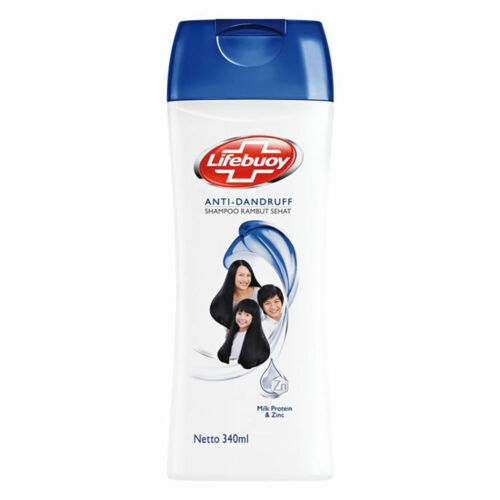 Lifebuoy
ANTI-DANDRUFF
SHAMPOO RAMBUT SEHAT
Zn
Milk Protein
& Zinc
Netto 340ml